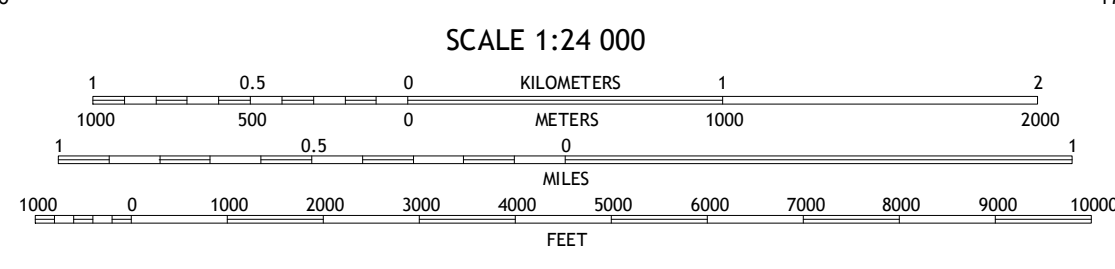 SCALE 1:24 000
1 0.5 0 KILOMETERS 1 2
1000 500 0 METERS 1000 2000
1 0.5 0 1
MILES
1000 0 1000 2000 3000 4000 5000 6000 7000 8000 9000 10000
FEET